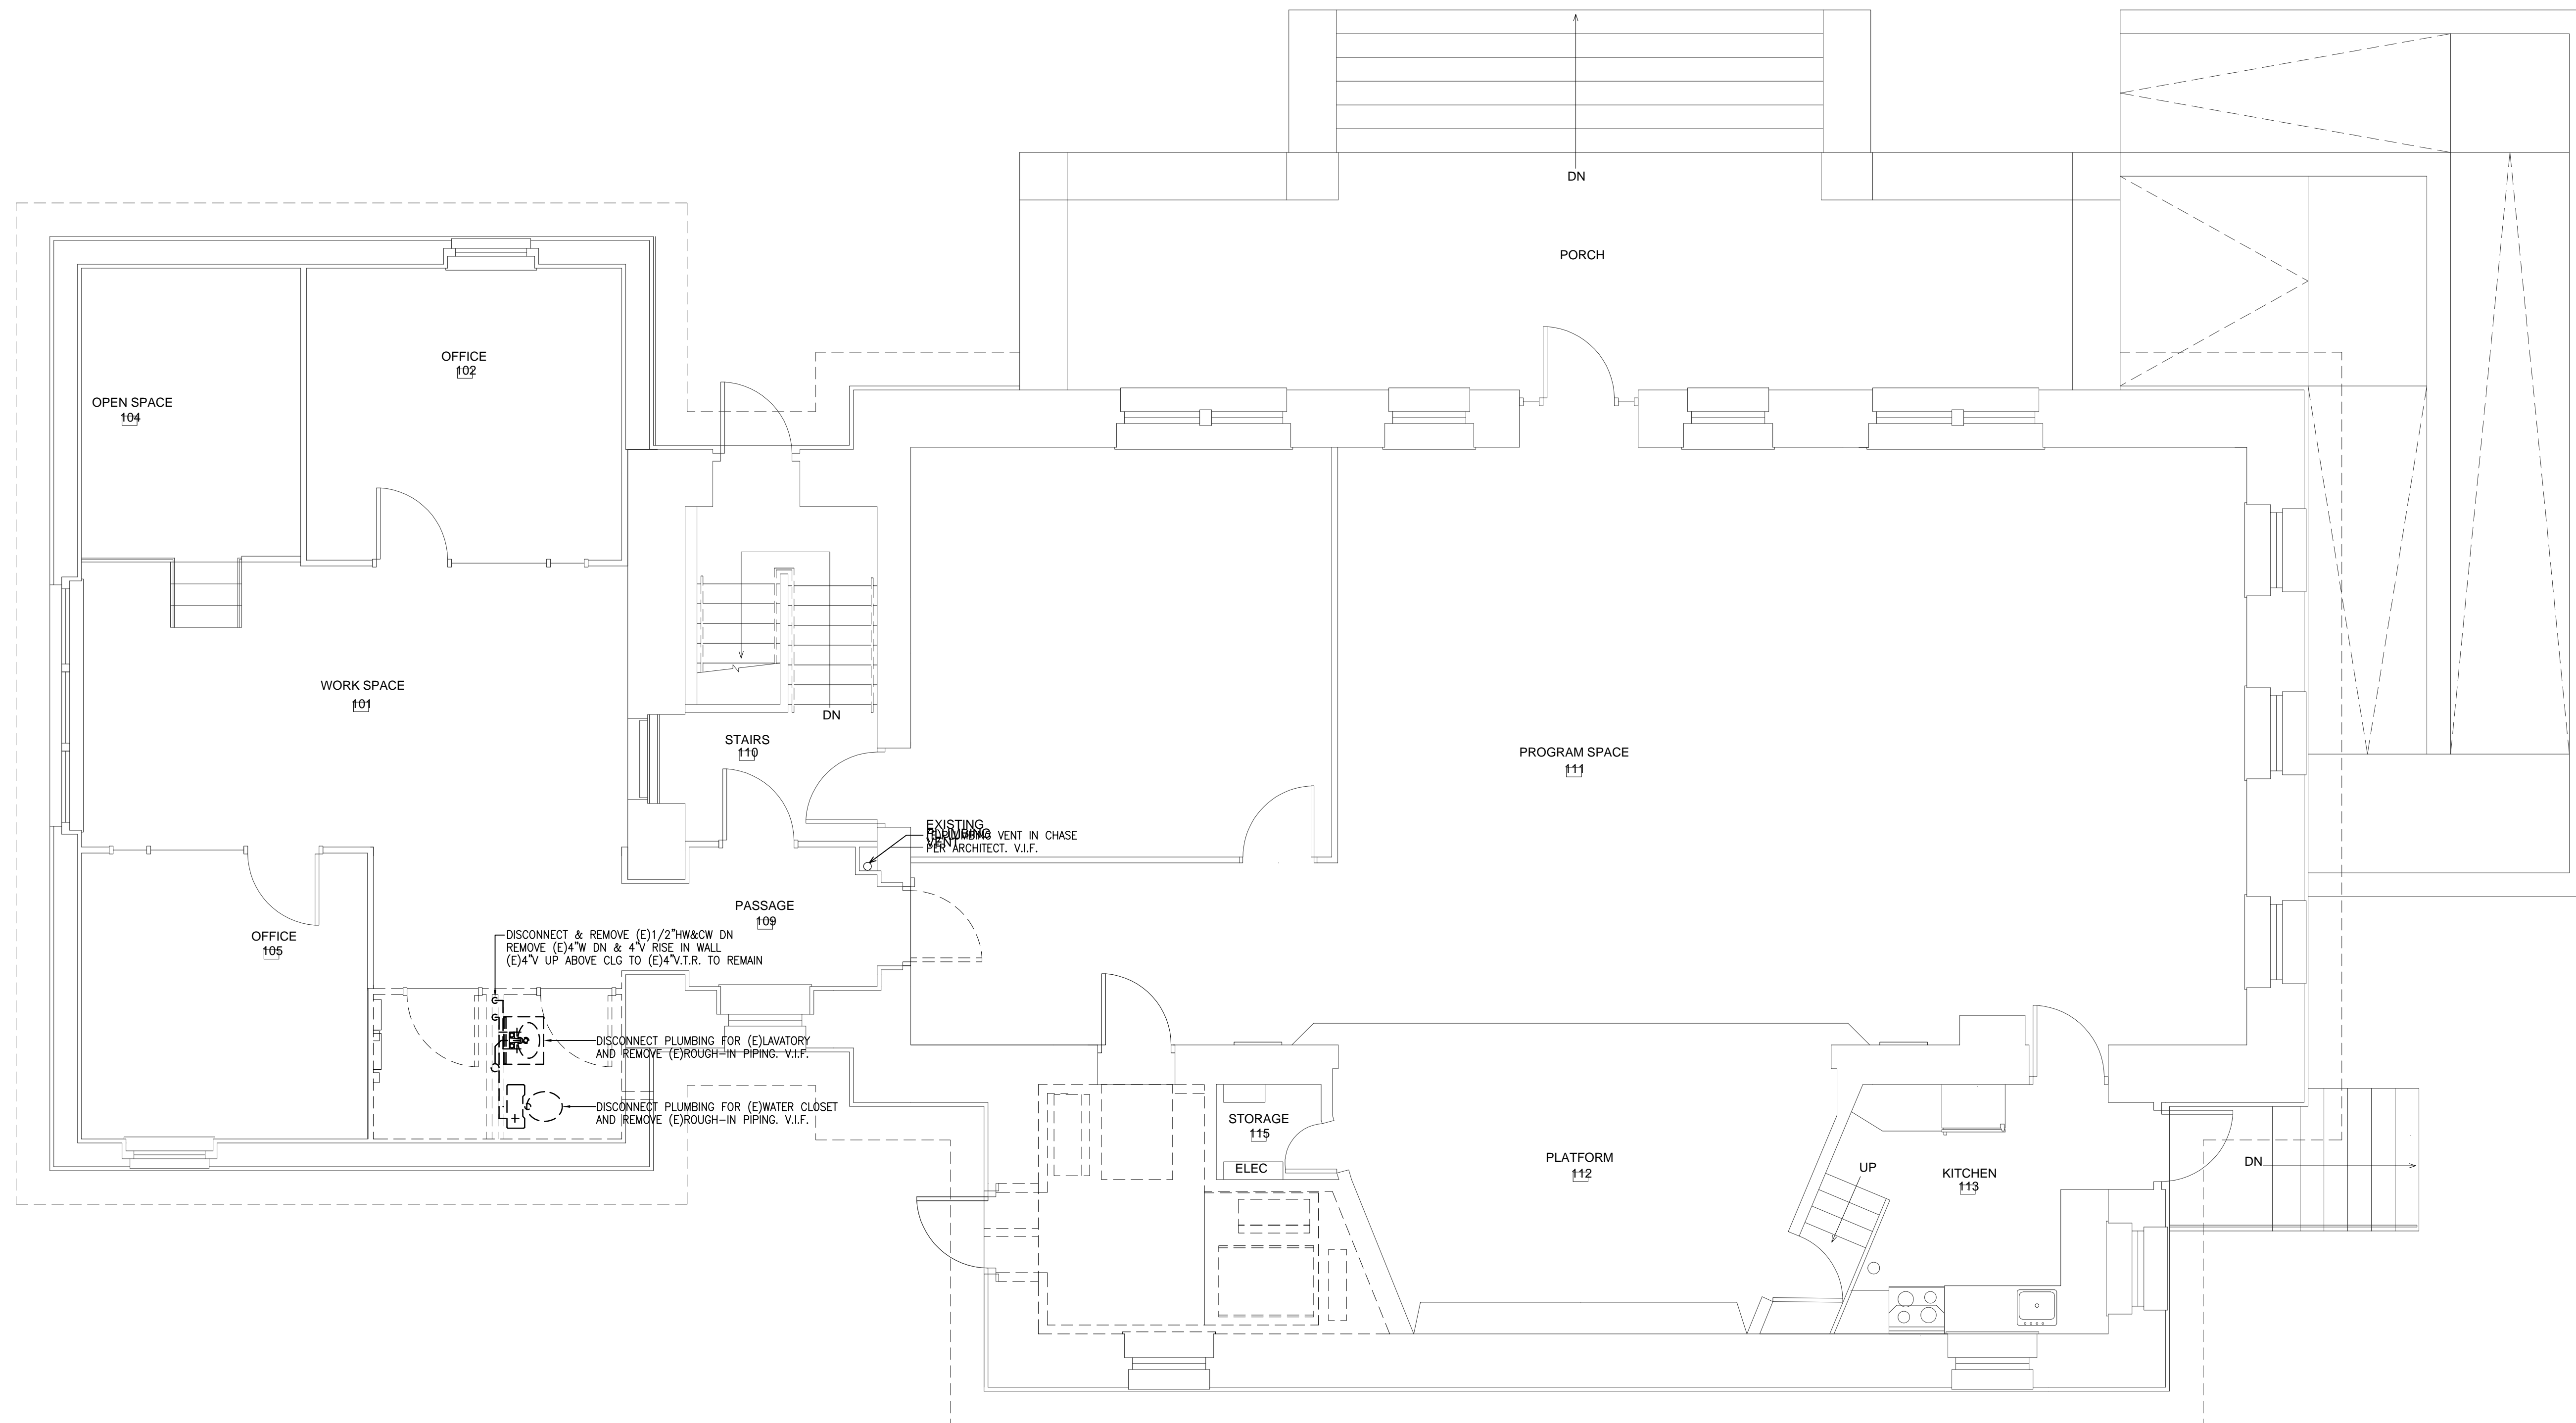 DN
PORCH
OFFICE
102
OPEN SPACE
104
WORK SPACE
101
DN
STAIRS
110
PROGRAM SPACE
111
EXISTING
PLUMBING
VENT
VENT IN CHASE
PER ARCHITECT. V.I.F.
PASSAGE
109
OFFICE
105
DISCONNECT & REMOVE (E)1/2"HW&CW DN
REMOVE (E)4"W DN & 4"V RISE IN WALL
(E)4"V UP ABOVE CLG TO (E)4"V.T.R. TO REMAIN
DISCONNECT PLUMBING FOR (E)LAVATORY
AND REMOVE (E)ROUGH-IN PIPING. V.I.F.
DISCONNECT PLUMBING FOR (E)WATER CLOSET
AND REMOVE (E)ROUGH-IN PIPING. V.I.F.
STORAGE
115
ELEC
PLATFORM
112
UP
KITCHEN
113
DN